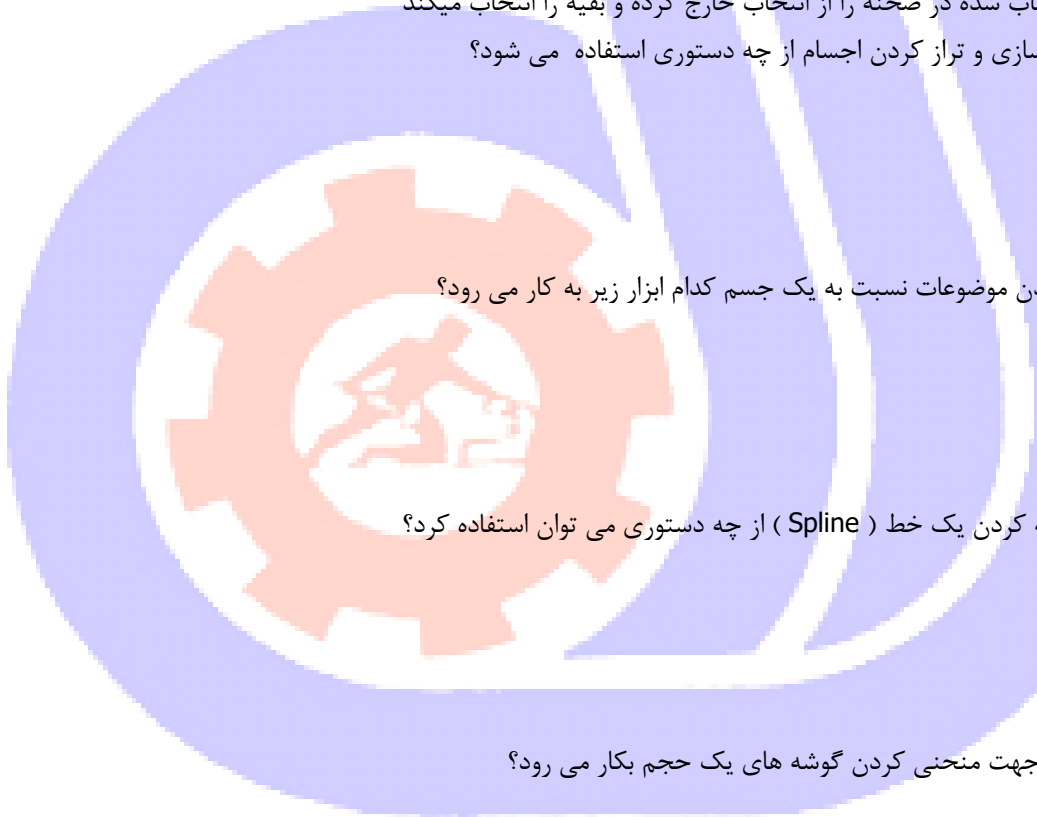 شده در صحنه را از انتخاب خارج کرده و بقیه را انتخاب میکند
سازی و تراز کردن اجسام از چه دستوری استفاده می شود؟
موضوعات نسبت به یک جسم کدام ابزار زیر به کار می رود؟
کردن یک خط ( Spline ) از چه دستوری می توان استفاده کرد؟
جهت منحنی کردن گوشه های یک حجم بکار می رود؟